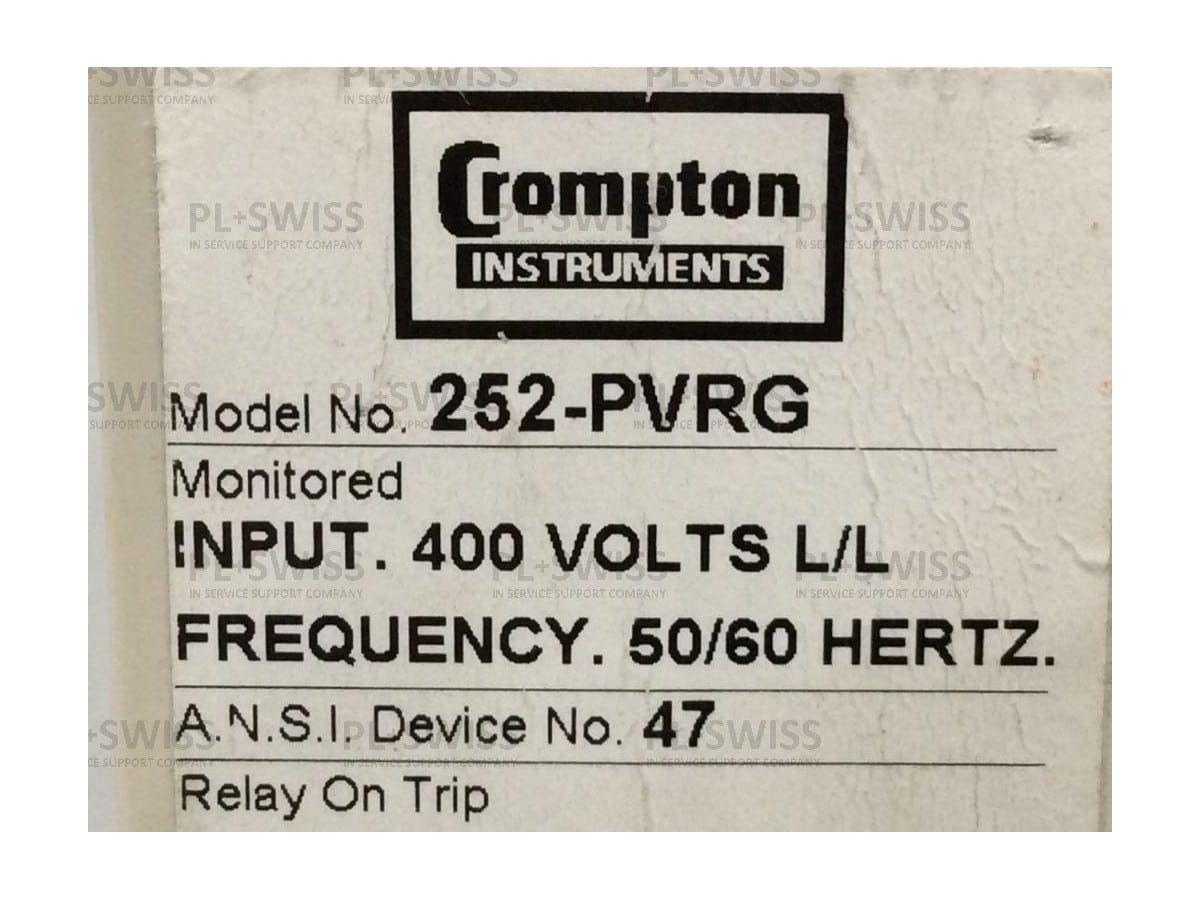 Crompton
INSTRUMENTS
Model No. 252-PVRG
Monitored
INPUT. 400 VOLTS L/L
FREQUENCY. 50/60 HERTZ.
A.N.S.I. Device No. 47
Relay On Trip
PL+SWISS
IN SERVICE SUPPORT COMPANY